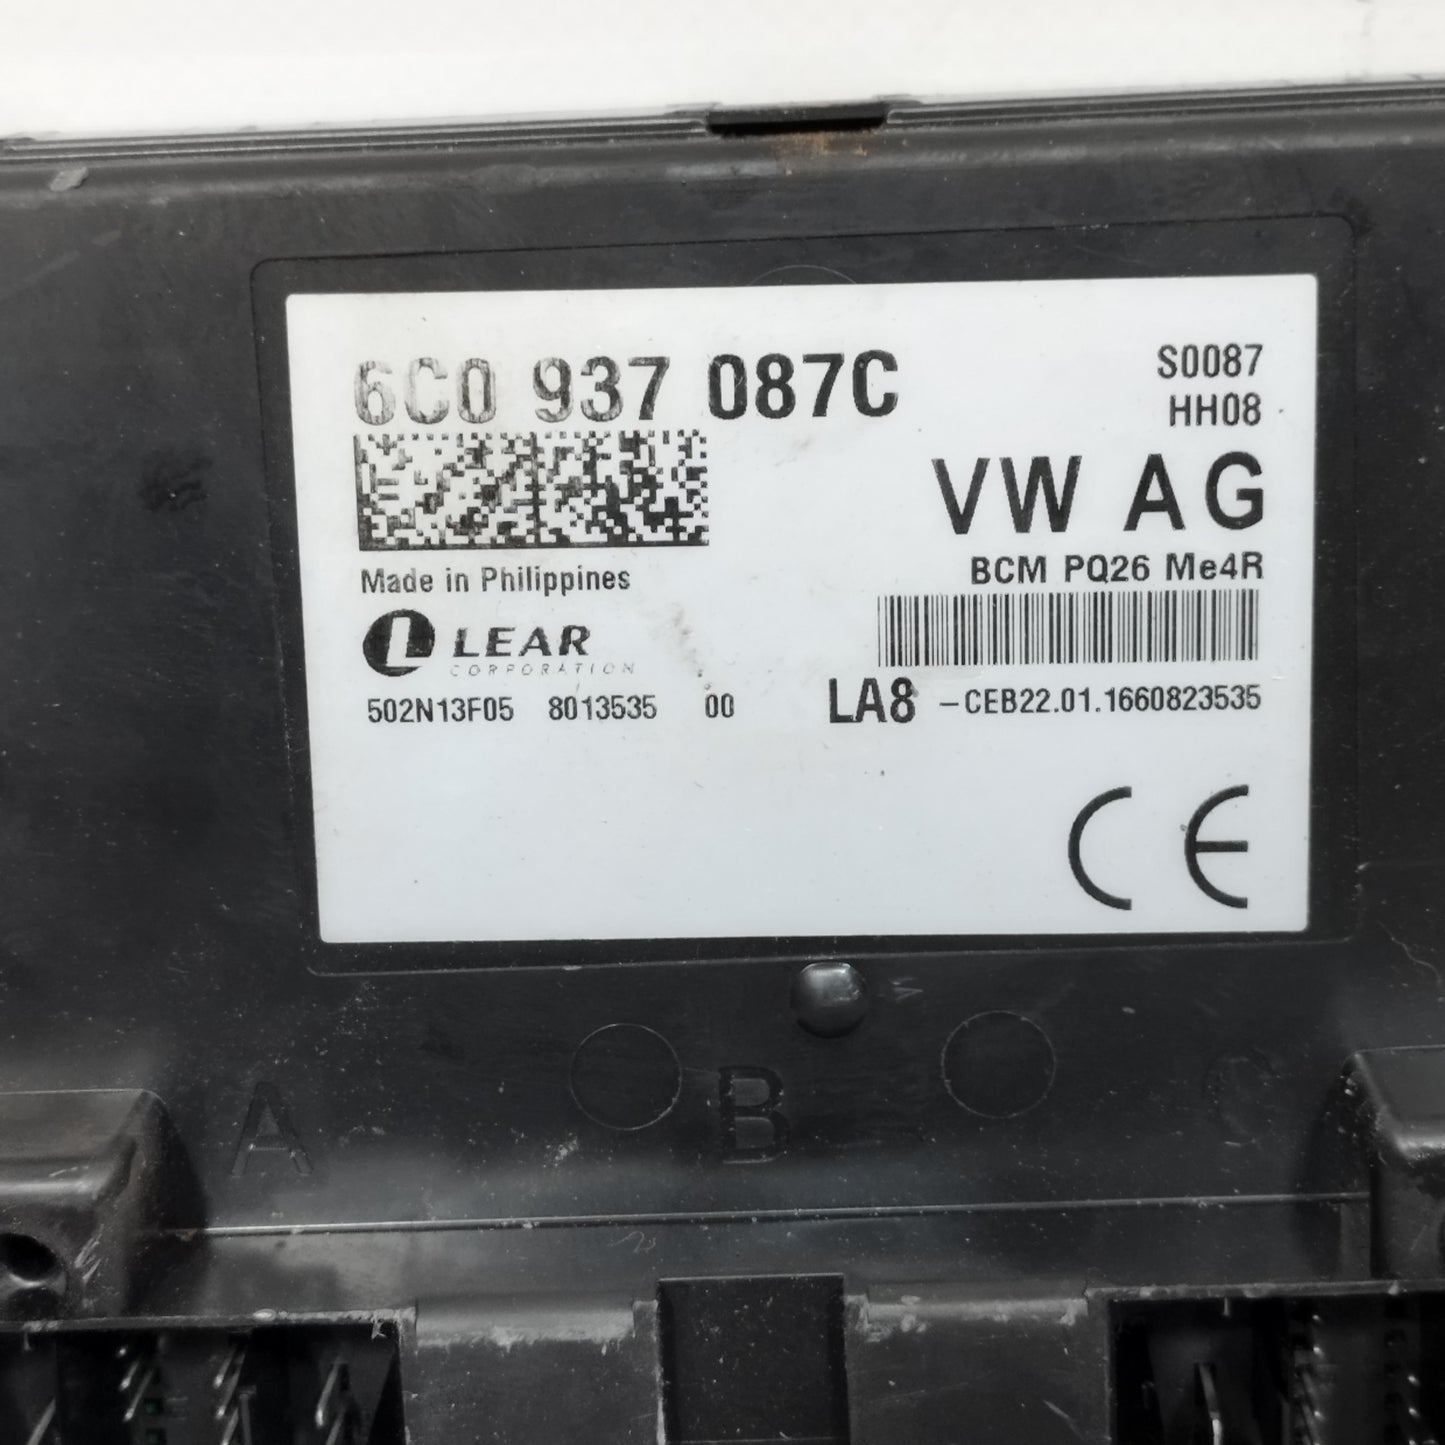 6C0 937 087C
S0087
HH08
VW AG
BCM PQ26 Me4R
Made in Philippines
LEAR
CORPORATION
502N13F05 8013535 00
LA8 -CEB22.01.1660823535
CE
A B C